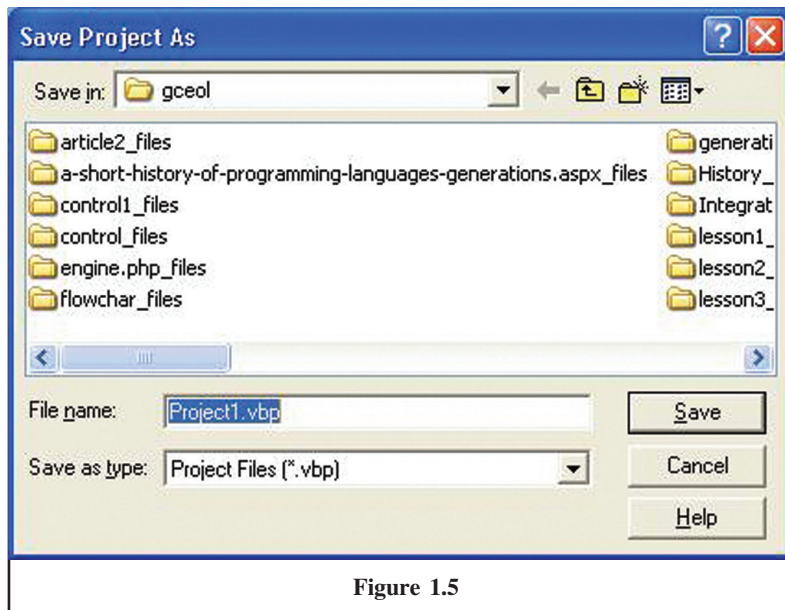 Save Project As
Save in: gceol
article2_files
a-short-history-of-programming-languages-generations.aspx_files
control1_files
control_files
engine.php_files
flowchar_files
generati
History_
Integrat
lesson1_
lesson2_
lesson3_
File name: Project1.vbp Save
Save as type: Project Files (*.vbp) Cancel
Help
Figure 1.5